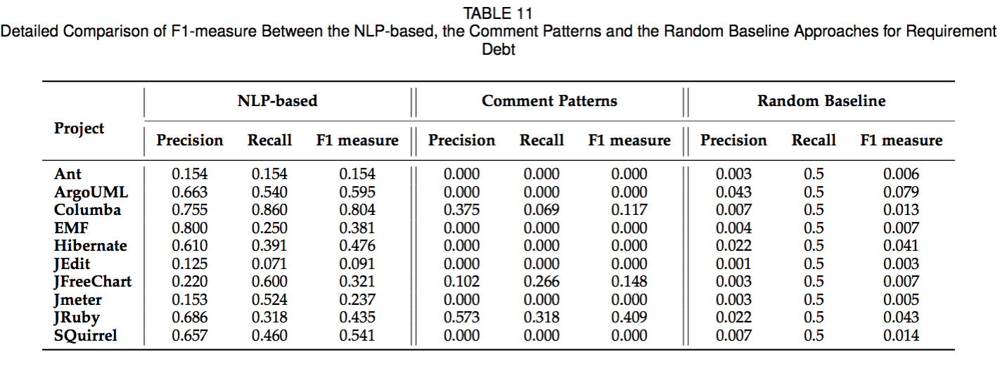 TABLE 11
Detailed Comparison of F1-measure Between the NLP-based, the Comment Patterns and the Random Baseline Approaches for Requirement
Debt
Project NLP-based Comment Patterns Random Baseline
Precision Recall F1 measure Precision Recall F1 measure Precision Recall F1 measure
Ant 0.154 0.154 0.154 0.000 0.000 0.000 0.003 0.5 0.006
ArgoUML 0.663 0.540 0.595 0.000 0.000 0.000 0.043 0.5 0.079
Columba 0.755 0.860 0.804 0.375 0.069 0.117 0.007 0.5 0.013
EMF 0.800 0.250 0.381 0.000 0.000 0.000 0.004 0.5 0.007
Hibernate 0.610 0.391 0.476 0.000 0.000 0.000 0.022 0.5 0.041
JEdit 0.125 0.071 0.091 0.000 0.000 0.000 0.001 0.5 0.003
JFreeChart 0.220 0.600 0.321 0.102 0.266 0.148 0.003 0.5 0.007
Jmeter 0.153 0.524 0.237 0.000 0.000 0.000 0.003 0.5 0.005
JRuby 0.686 0.318 0.435 0.573 0.318 0.409 0.022 0.5 0.043
SQuirrel 0.657 0.460 0.541 0.000 0.000 0.000 0.007 0.5 0.014